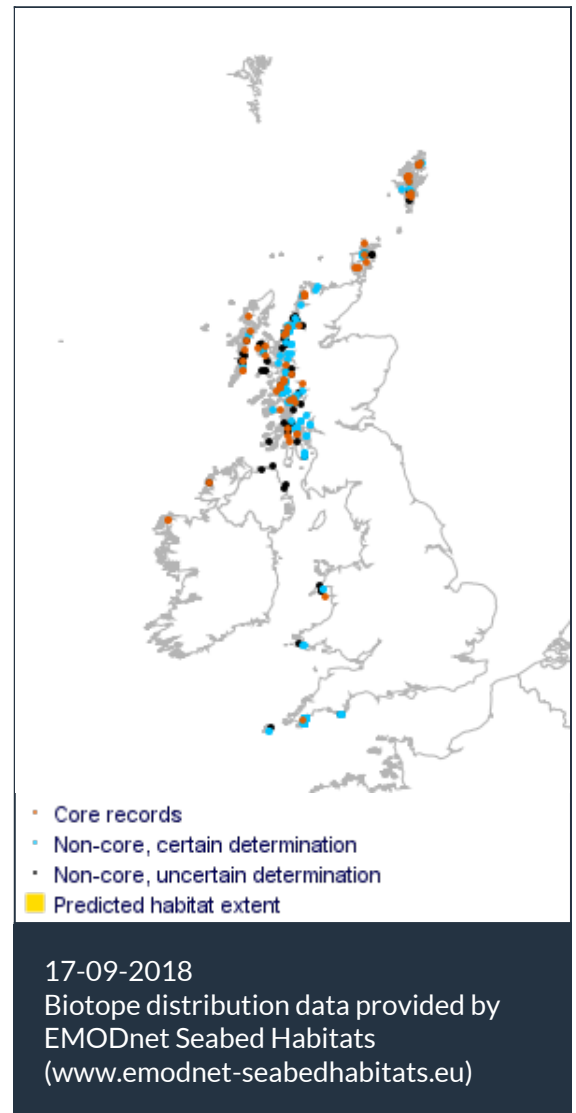 Core records
Non-core, certain determination
Non-core, uncertain determination
Predicted habitat extent
17-09-2018
Biotope distribution data provided by
EMODnet Seabed Habitats
(www.emodnet-seabedhabitats.eu)